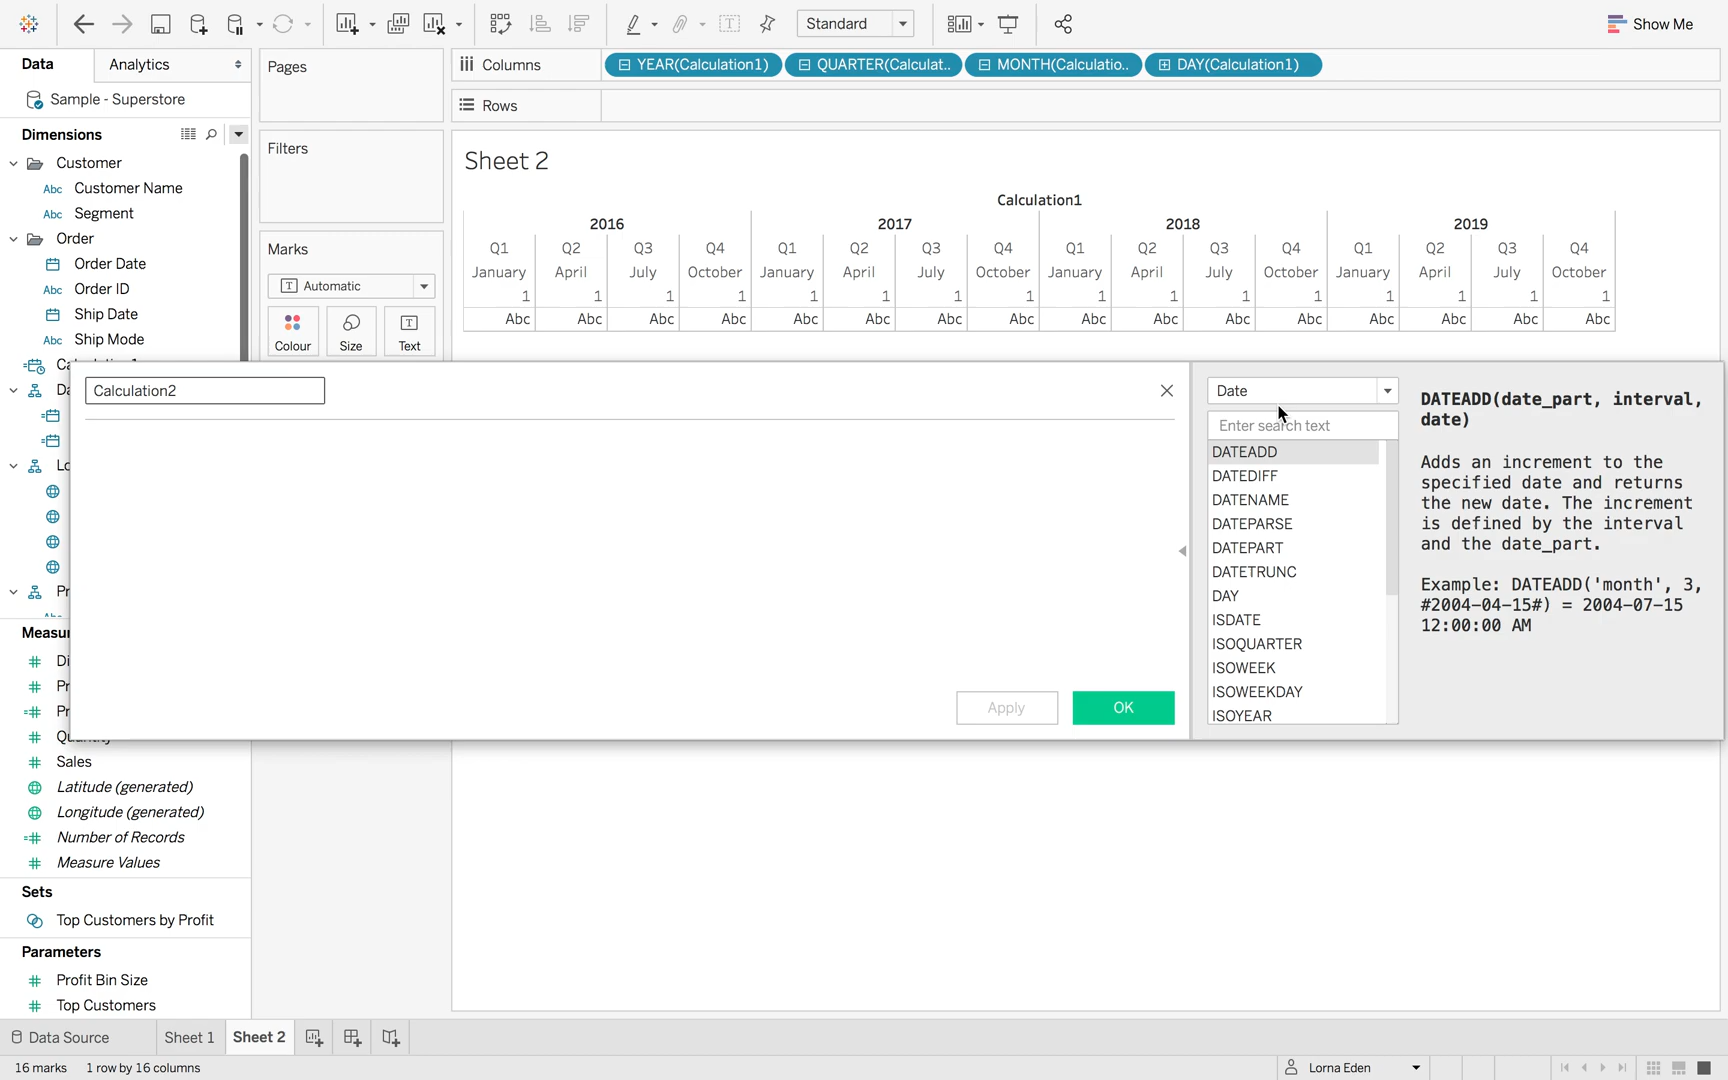 Standard
Show Me
Data
Analytics
Pages
Columns
YEAR(Calculation1)
QUARTER(Calculat..
MONTH(Calculatio..
DAY(Calculation1)
Sample - Superstore
Rows
Dimensions
Filters
Sheet 2
Customer
Customer Name
Segment
Order
Order Date
Order ID
Ship Date
Ship Mode
Marks
Automatic
Colour
Size
Text
Calculation1
2016 2017 2018 2019
Q1 Q2 Q3 Q4 Q1 Q2 Q3 Q4 Q1 Q2 Q3 Q4 Q1 Q2 Q3 Q4
January April July October January April July October January April July October January April July October
1 1 1 1 1 1 1 1 1 1 1 1 1 1 1 1
Abc Abc Abc Abc Abc Abc Abc Abc Abc Abc Abc Abc Abc Abc Abc Abc
Calculation2
Date
Enter search text
DATEADD
DATEDIFF
DATENAME
DATEPARSE
DATEPART
DATETRUNC
DAY
ISDATE
ISOQUARTER
ISOWEEK
ISOWEEKDAY
ISOYEAR
DATEADD(date_part, interval,
date)
Adds an increment to the
specified date and returns
the new date. The increment
is defined by the interval
and the date_part.
Example: DATEADD('month', 3,
#2004-04-15#) = 2004-07-15
12:00:00 AM
Apply
OK
Sales
Latitude (generated)
Longitude (generated)
Number of Records
Measure Values
Sets
Top Customers by Profit
Parameters
Profit Bin Size
Top Customers
Data Source
Sheet 1
Sheet 2
16 marks
1 row by 16 columns
Lorna Eden